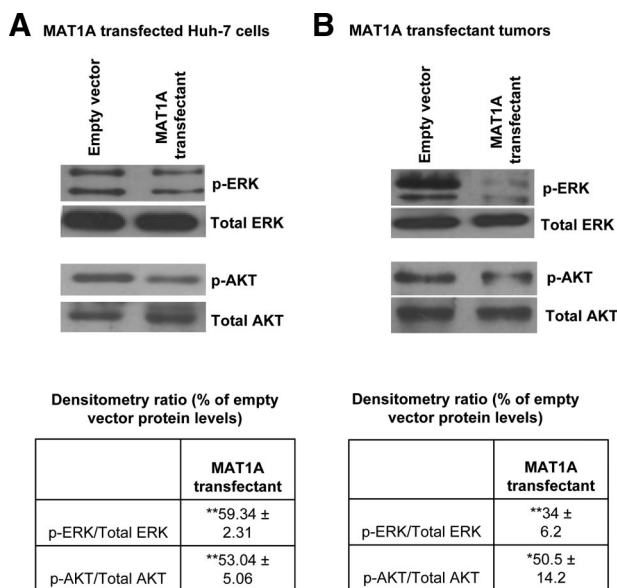 A MAT1A transfected Huh-7 cells
Empty vector
MAT1A
transfectant
p-ERK
Total ERK
p-AKT
Total AKT
Densitometry ratio (% of empty
vector protein levels)
MAT1A
transfectant
p-ERK/Total ERK
**59.34 ±
2.31
p-AKT/Total AKT
**53.04 ±
5.06
B MAT1A transfectant tumors
Empty vector
MAT1A
transfectant
p-ERK
Total ERK
p-AKT
Total AKT
Densitometry ratio (% of empty
vector protein levels)
MAT1A
transfectant
p-ERK/Total ERK
**34 ±
6.2
p-AKT/Total AKT
*50.5 ±
14.2